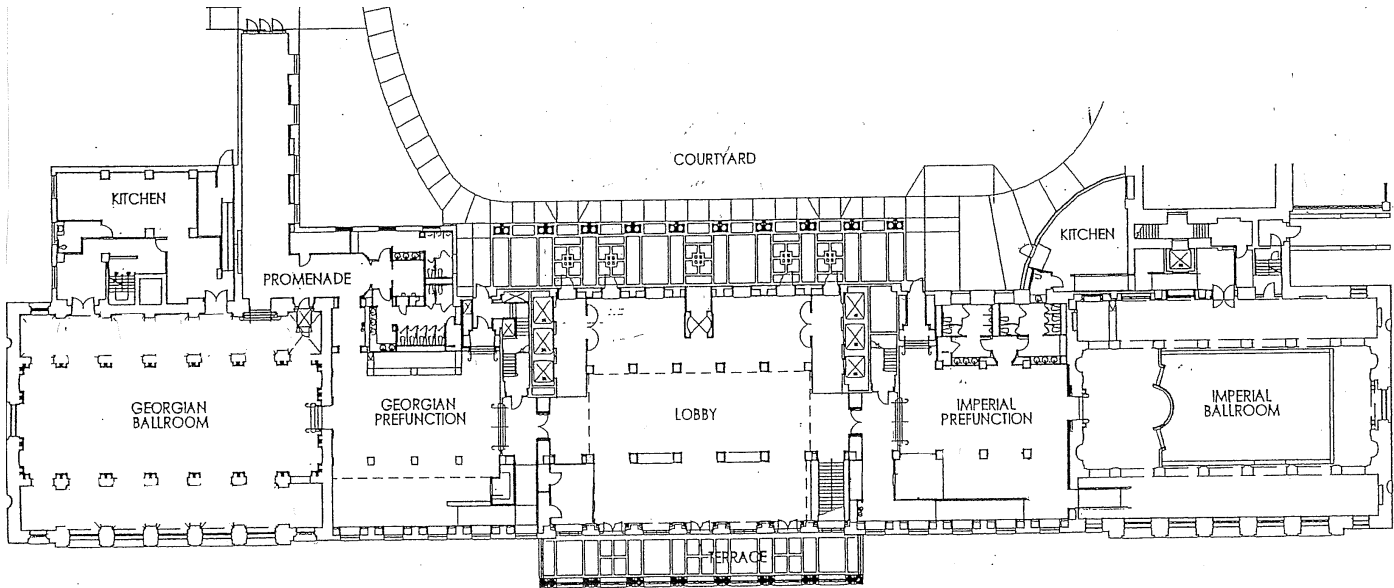 COURTYARD
KITCHEN
KITCHEN
PROMENADE
GEORGIAN
BALLROOM
GEORGIAN
PREFUNCTION
LOBBY
IMPERIAL
PREFUNCTION
IMPERIAL
BALLROOM
TERRACE